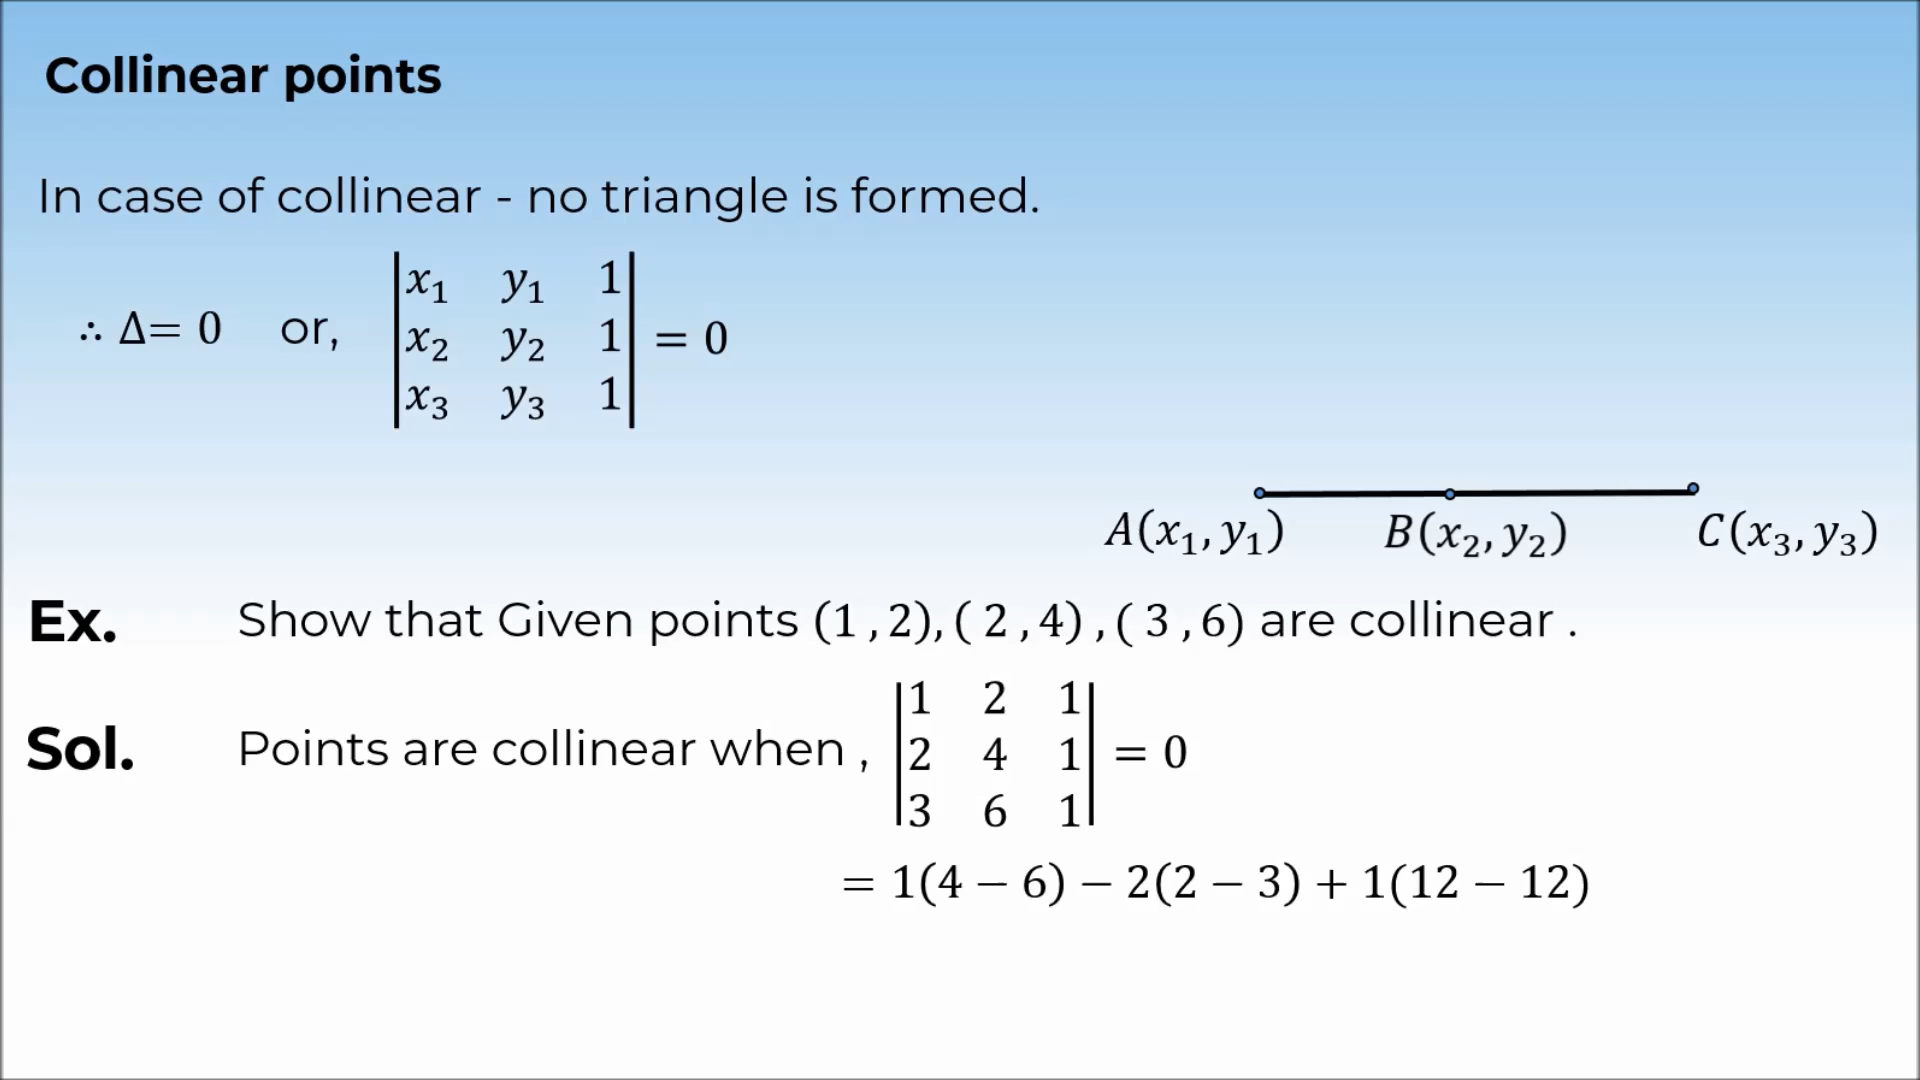 Collinear points
In case of collinear - no triangle is formed.
∴ Δ= 0 or, |x₁ y₁ 1|
|x₂ y₂ 1| = 0
|x₃ y₃ 1|
A(x₁, y₁) B(x₂, y₂) C(x₃, y₃)
Ex. Show that Given points (1 , 2), ( 2 , 4) , ( 3 , 6) are collinear .
Sol. Points are collinear when , |1 2 1|
|2 4 1| = 0
|3 6 1|
= 1(4 − 6) − 2(2 − 3) + 1(12 − 12)